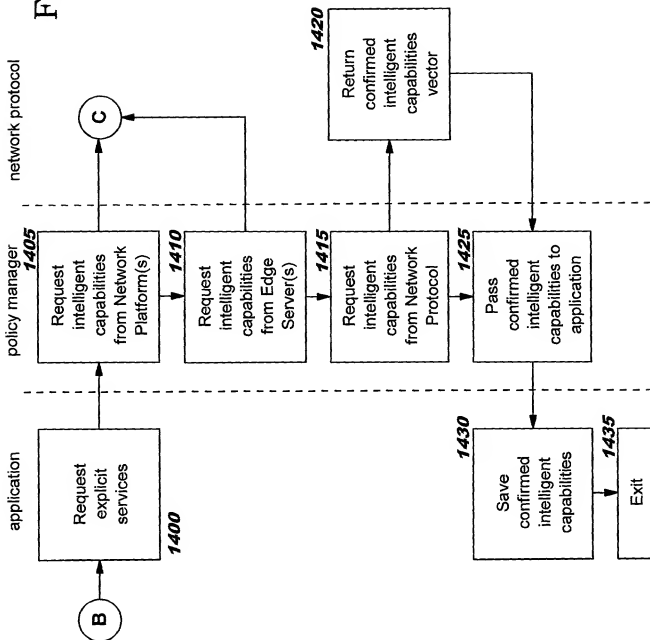 F
application
policy manager
network protocol
B
Request
explicit
services
1400
1405
Request
intelligent
capabilities
from Network
Platform(s)
C
1410
Request
intelligent
capabilities
from Edge
Server(s)
1415
Request
intelligent
capabilities
from Network
Protocol
1420
Return
confirmed
intelligent
capabilities
vector
1425
Pass
confirmed
intelligent
capabilities to
application
1430
Save
confirmed
intelligent
capabilities
1435
Exit